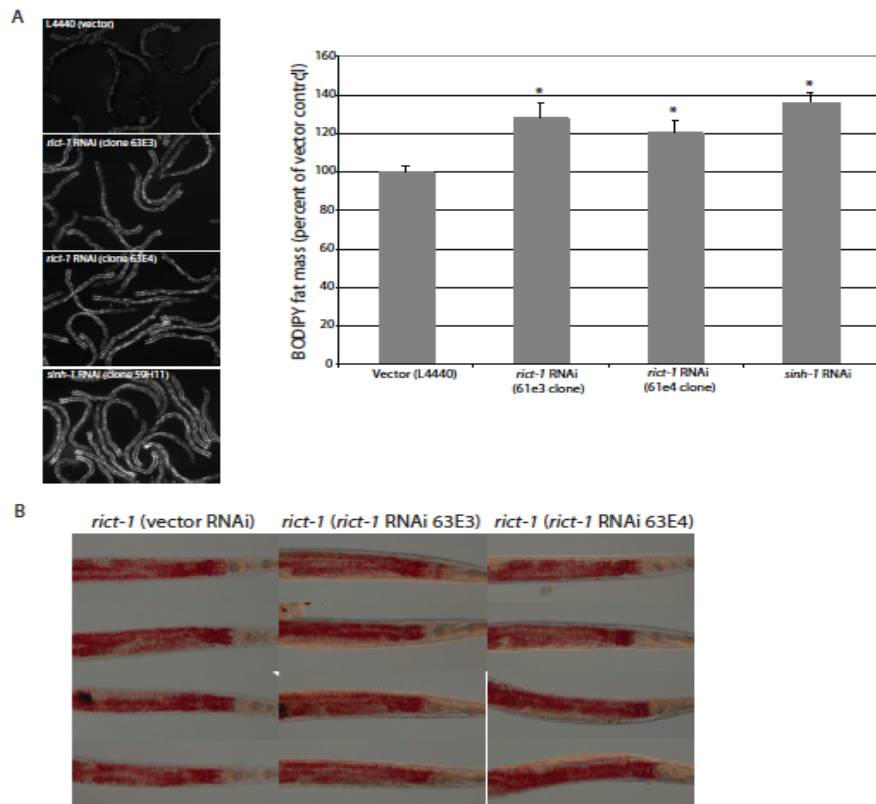 A
L4440 (vector)
rict-1 RNAi (clone 63E3)
rict-1 RNAi (clone 63E4)
sinh-1 RNAi (clone S9H11)
BODIPY fat mass (percent of vector control)
160
140
120
100
80
60
40
20
0
*
*
*
Vector (L4440)
rict-1 RNAi
(61e3 clone)
rict-1 RNAi
(61e4 clone)
sinh-1 RNAi
B
rict-1 (vector RNAi)
rict-1 (rict-1 RNAi 63E3)
rict-1 (rict-1 RNAi 63E4)